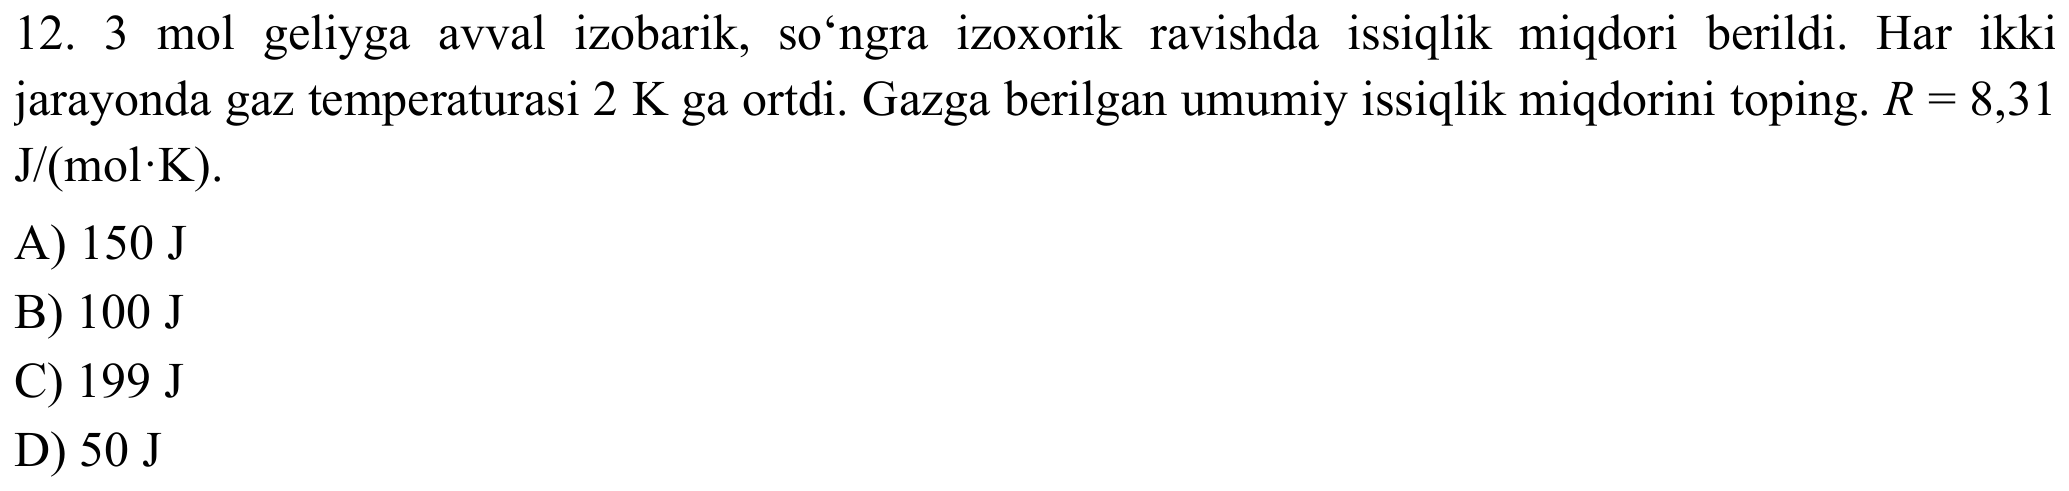 12. 3 mol geliyga avval izobarik, so‘ngra izoxorik ravishda issiqlik miqdori berildi. Har ikki
jarayonda gaz temperaturasi 2 K ga ortdi. Gazga berilgan umumiy issiqlik miqdorini toping. R = 8,31
J/(mol·K).
A) 150 J
B) 100 J
C) 199 J
D) 50 J